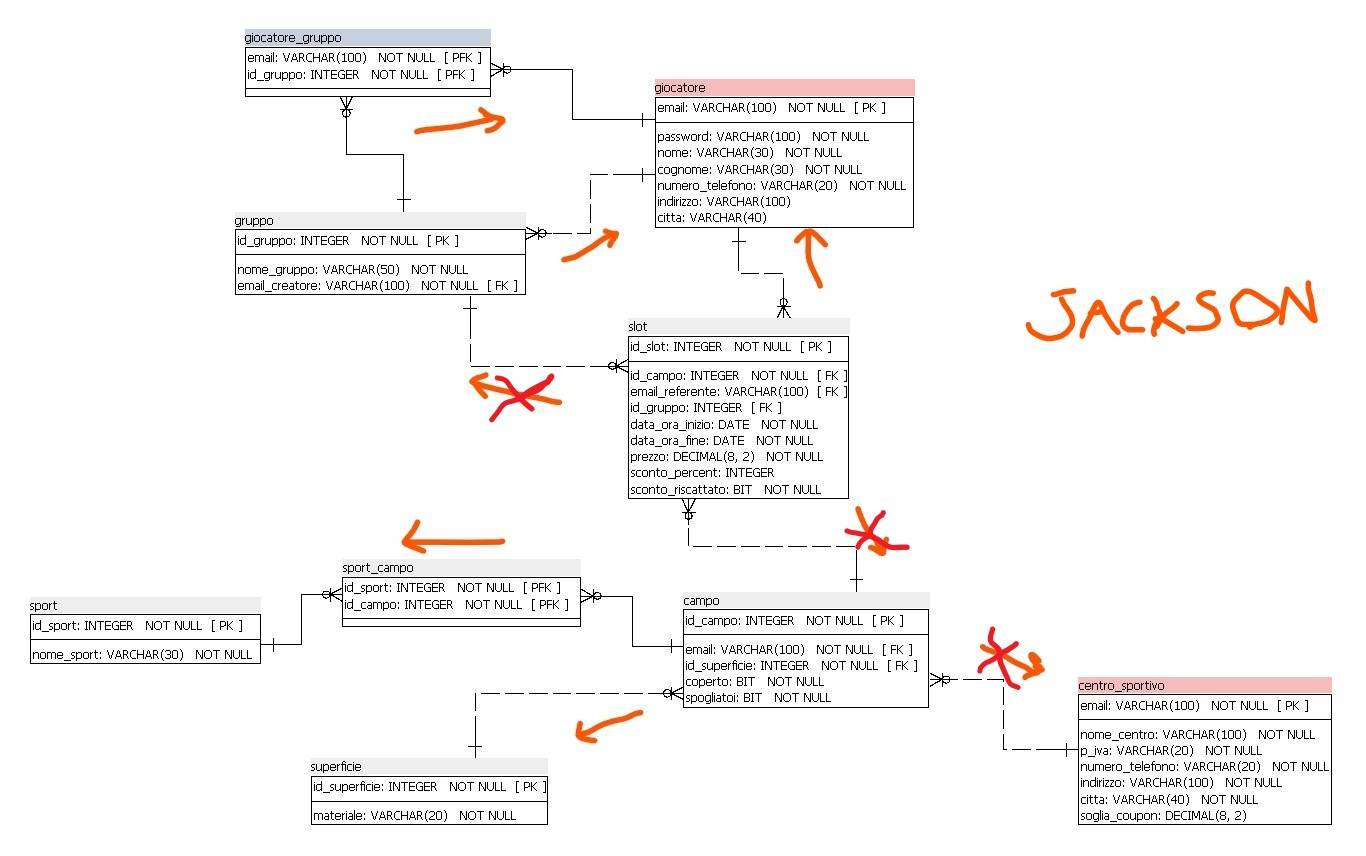 giocatore_gruppo
email: VARCHAR(100) NOT NULL [ PFK ]
id_gruppo: INTEGER NOT NULL [ PFK ]
giocatore
email: VARCHAR(100) NOT NULL [ PK ]
password: VARCHAR(100) NOT NULL
nome: VARCHAR(30) NOT NULL
cognome: VARCHAR(30) NOT NULL
numero_telefono: VARCHAR(20) NOT NULL
indirizzo: VARCHAR(100)
citta: VARCHAR(40)
gruppo
id_gruppo: INTEGER NOT NULL [ PK ]
nome_gruppo: VARCHAR(50) NOT NULL
email_creatore: VARCHAR(100) NOT NULL [ FK ]
JACKSON
slot
id_slot: INTEGER NOT NULL [ PK ]
id_campo: INTEGER NOT NULL [ FK ]
email_referente: VARCHAR(100) [ FK ]
id_gruppo: INTEGER [ FK ]
data_ora_inizio: DATE NOT NULL
data_ora_fine: DATE NOT NULL
prezzo: DECIMAL(8, 2) NOT NULL
sconto_percent: INTEGER
sconto_riscattato: BIT NOT NULL
sport_campo
id_sport: INTEGER NOT NULL [ PFK ]
id_campo: INTEGER NOT NULL [ PFK ]
sport
id_sport: INTEGER NOT NULL [ PK ]
nome_sport: VARCHAR(30) NOT NULL
campo
id_campo: INTEGER NOT NULL [ PK ]
email: VARCHAR(100) NOT NULL [ FK ]
id_superficie: INTEGER NOT NULL [ FK ]
coperto: BIT NOT NULL
spogliatoi: BIT NOT NULL
centro_sportivo
email: VARCHAR(100) NOT NULL [ PK ]
nome_centro: VARCHAR(100) NOT NULL
p_iva: VARCHAR(20) NOT NULL
numero_telefono: VARCHAR(20) NOT NULL
indirizzo: VARCHAR(100) NOT NULL
citta: VARCHAR(40) NOT NULL
soglia_coupon: DECIMAL(8, 2)
superficie
id_superficie: INTEGER NOT NULL [ PK ]
materiale: VARCHAR(20) NOT NULL